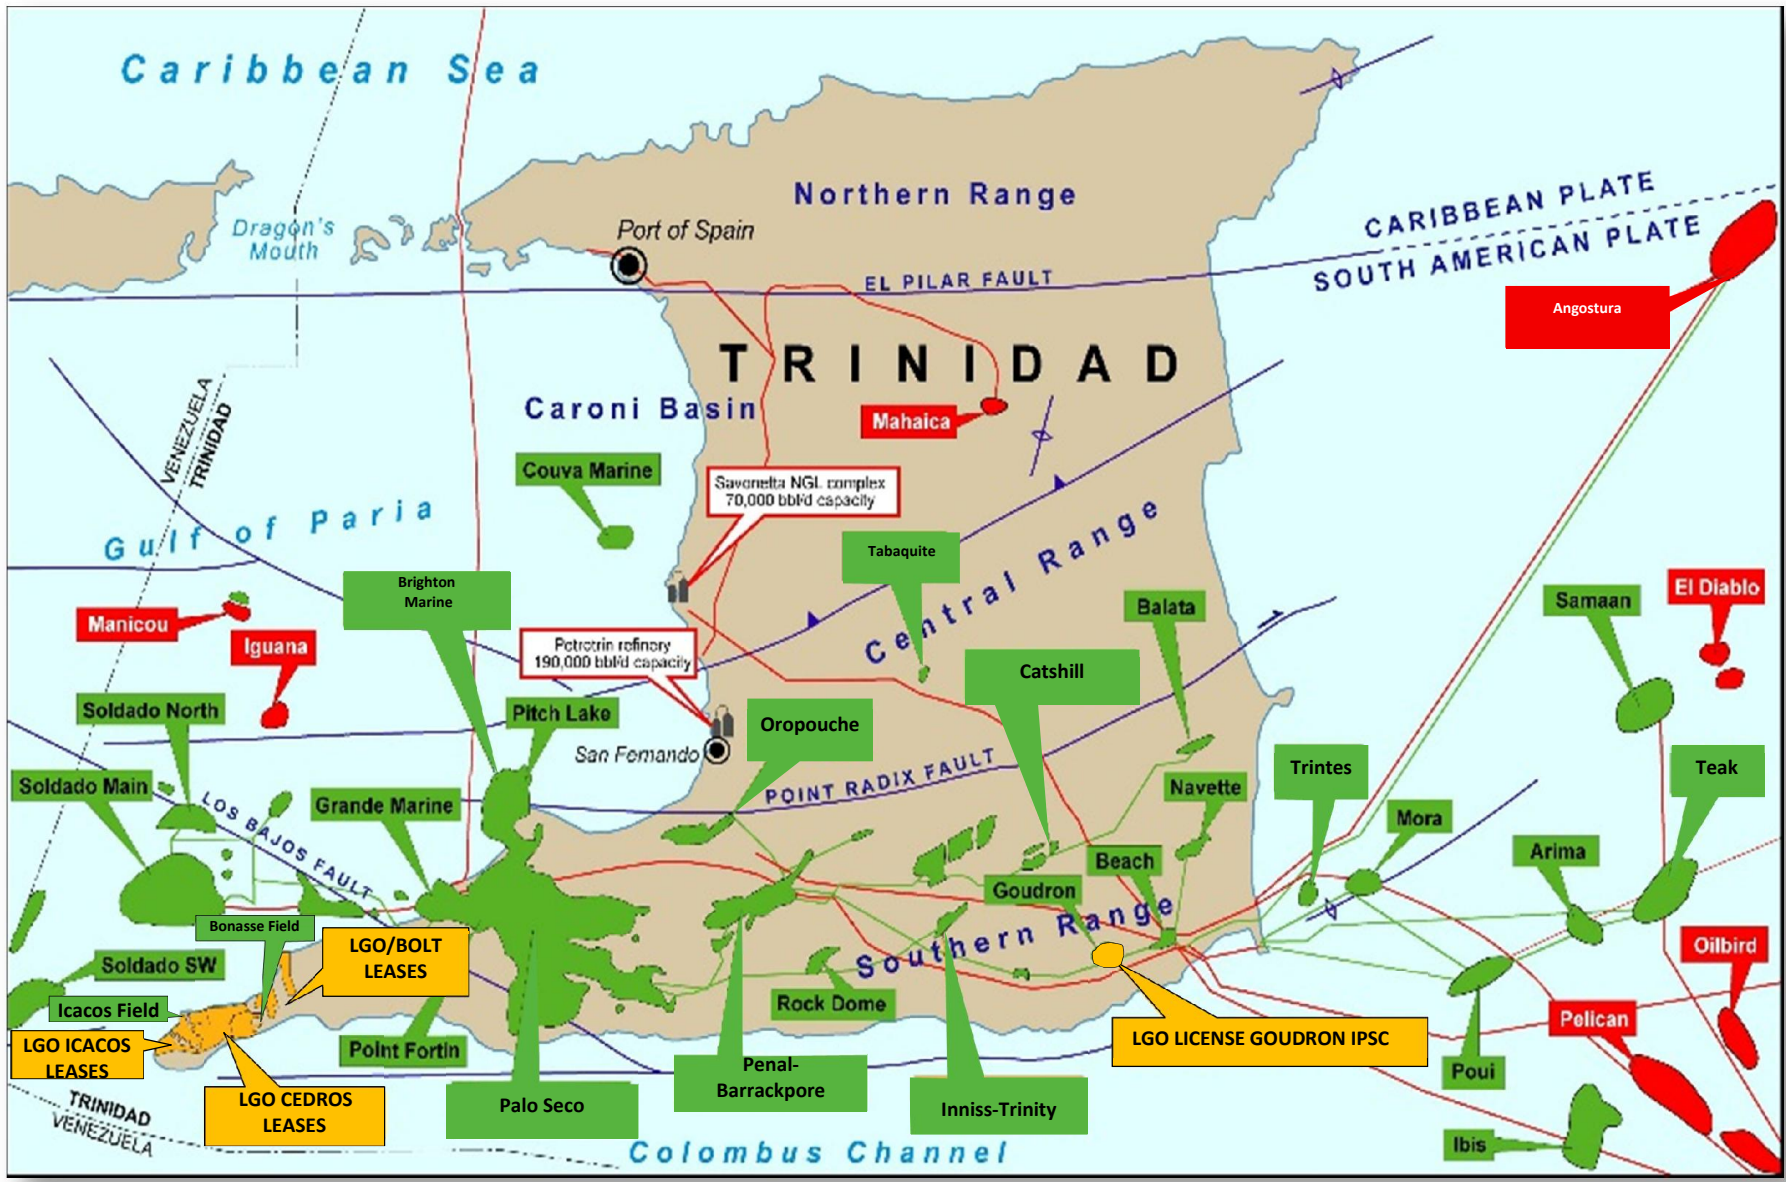 Caribbean Sea
Northern Range
CARIBBEAN PLATE
SOUTH AMERICAN PLATE
Dragon's
Mouth
Port of Spain
EL PILAR FAULT
Angostura
TRINIDAD
VENEZUELA
TRINIDAD
Caroni Basin
Mahaica
Couva Marine
Savonetta NGL complex
70,000 bbl/d capacity
Gulf of Paria
Tabaquite
Central Range
Brighton
Marine
Manicou
Iguana
Petrotrin refinery
190,000 bbl/d capacity
Balata
Samaan
El Diablo
Catshill
Soldado North
Pitch Lake
Oropouche
San Fernando
POINT RADIX FAULT
Trintes
Teak
Soldado Main
LOS BAJOS FAULT
Grande Marine
Navette
Mora
Beach
Arima
Goudron
Southern Range
Bonasse Field
LGO/BOLT
LEASES
Oilbird
Soldado SW
Icacos Field
Rock Dome
Pelican
LGO ICACOS
LEASES
Point Fortin
LGO LICENSE GOUDRON IPSC
Penal-
Barrackpore
Poui
LGO CEDROS
LEASES
Palo Seco
Inniss-Trinity
TRINIDAD
VENEZUELA
Colombus Channel
Ibis